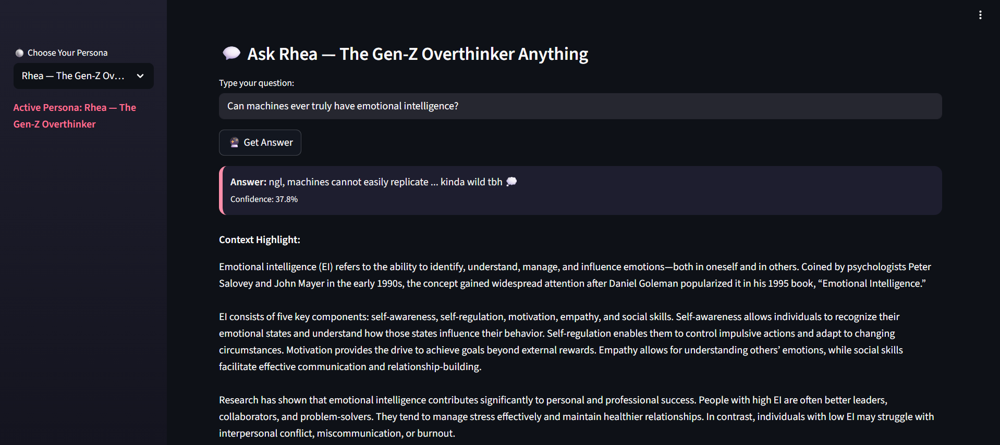 Choose Your Persona
Rhea — The Gen-Z Ov...
Active Persona: Rhea — The
Gen-Z Overthinker
Ask Rhea — The Gen-Z Overthinker Anything
Type your question:
Can machines ever truly have emotional intelligence?
Get Answer
Answer: ngl, machines cannot easily replicate ... kinda wild tbh 💭
Confidence: 37.8%
Context Highlight:
Emotional intelligence (EI) refers to the ability to identify, understand, manage, and influence emotions—both in oneself and in others. Coined by psychologists Peter
Salovey and John Mayer in the early 1990s, the concept gained widespread attention after Daniel Goleman popularized it in his 1995 book, “Emotional Intelligence.”
EI consists of five key components: self-awareness, self-regulation, motivation, empathy, and social skills. Self-awareness allows individuals to recognize their
emotional states and understand how those states influence their behavior. Self-regulation enables them to control impulsive actions and adapt to changing
circumstances. Motivation provides the drive to achieve goals beyond external rewards. Empathy allows for understanding others’ emotions, while social skills
facilitate effective communication and relationship-building.
Research has shown that emotional intelligence contributes significantly to personal and professional success. People with high EI are often better leaders,
collaborators, and problem-solvers. They tend to manage stress effectively and maintain healthier relationships. In contrast, individuals with low EI may struggle with
interpersonal conflict, miscommunication, or burnout.